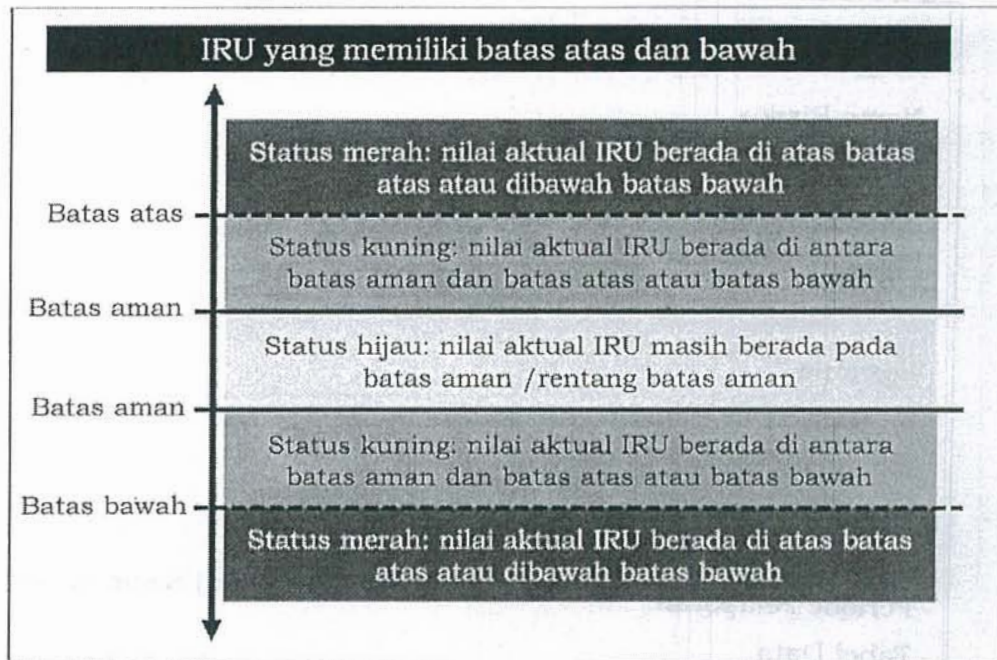 IRU yang memiliki batas atas dan bawah
Status merah: nilai aktual IRU berada di atas batas
atas atau dibawah batas bawah
Batas atas
Status kuning: nilai aktual IRU berada di antara
batas aman dan batas atas atau batas bawah
Batas aman
Status hijau: nilai aktual IRU masih berada pada
batas aman /rentang batas aman
Batas aman
Status kuning: nilai aktual IRU berada di antara
batas aman dan batas atas atau batas bawah
Batas bawah
Status merah: nilai aktual IRU berada di atas batas
atas atau dibawah batas bawah